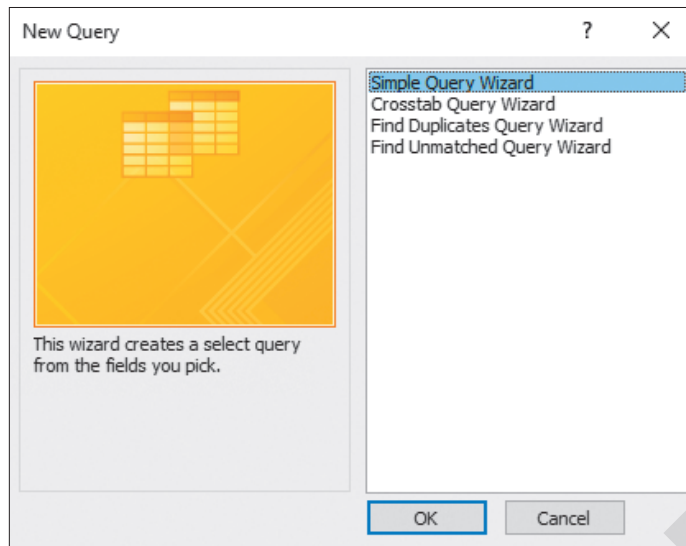 New Query
?
Simple Query Wizard
Crosstab Query Wizard
Find Duplicates Query Wizard
Find Unmatched Query Wizard
This wizard creates a select query
from the fields you pick.
OK
Cancel